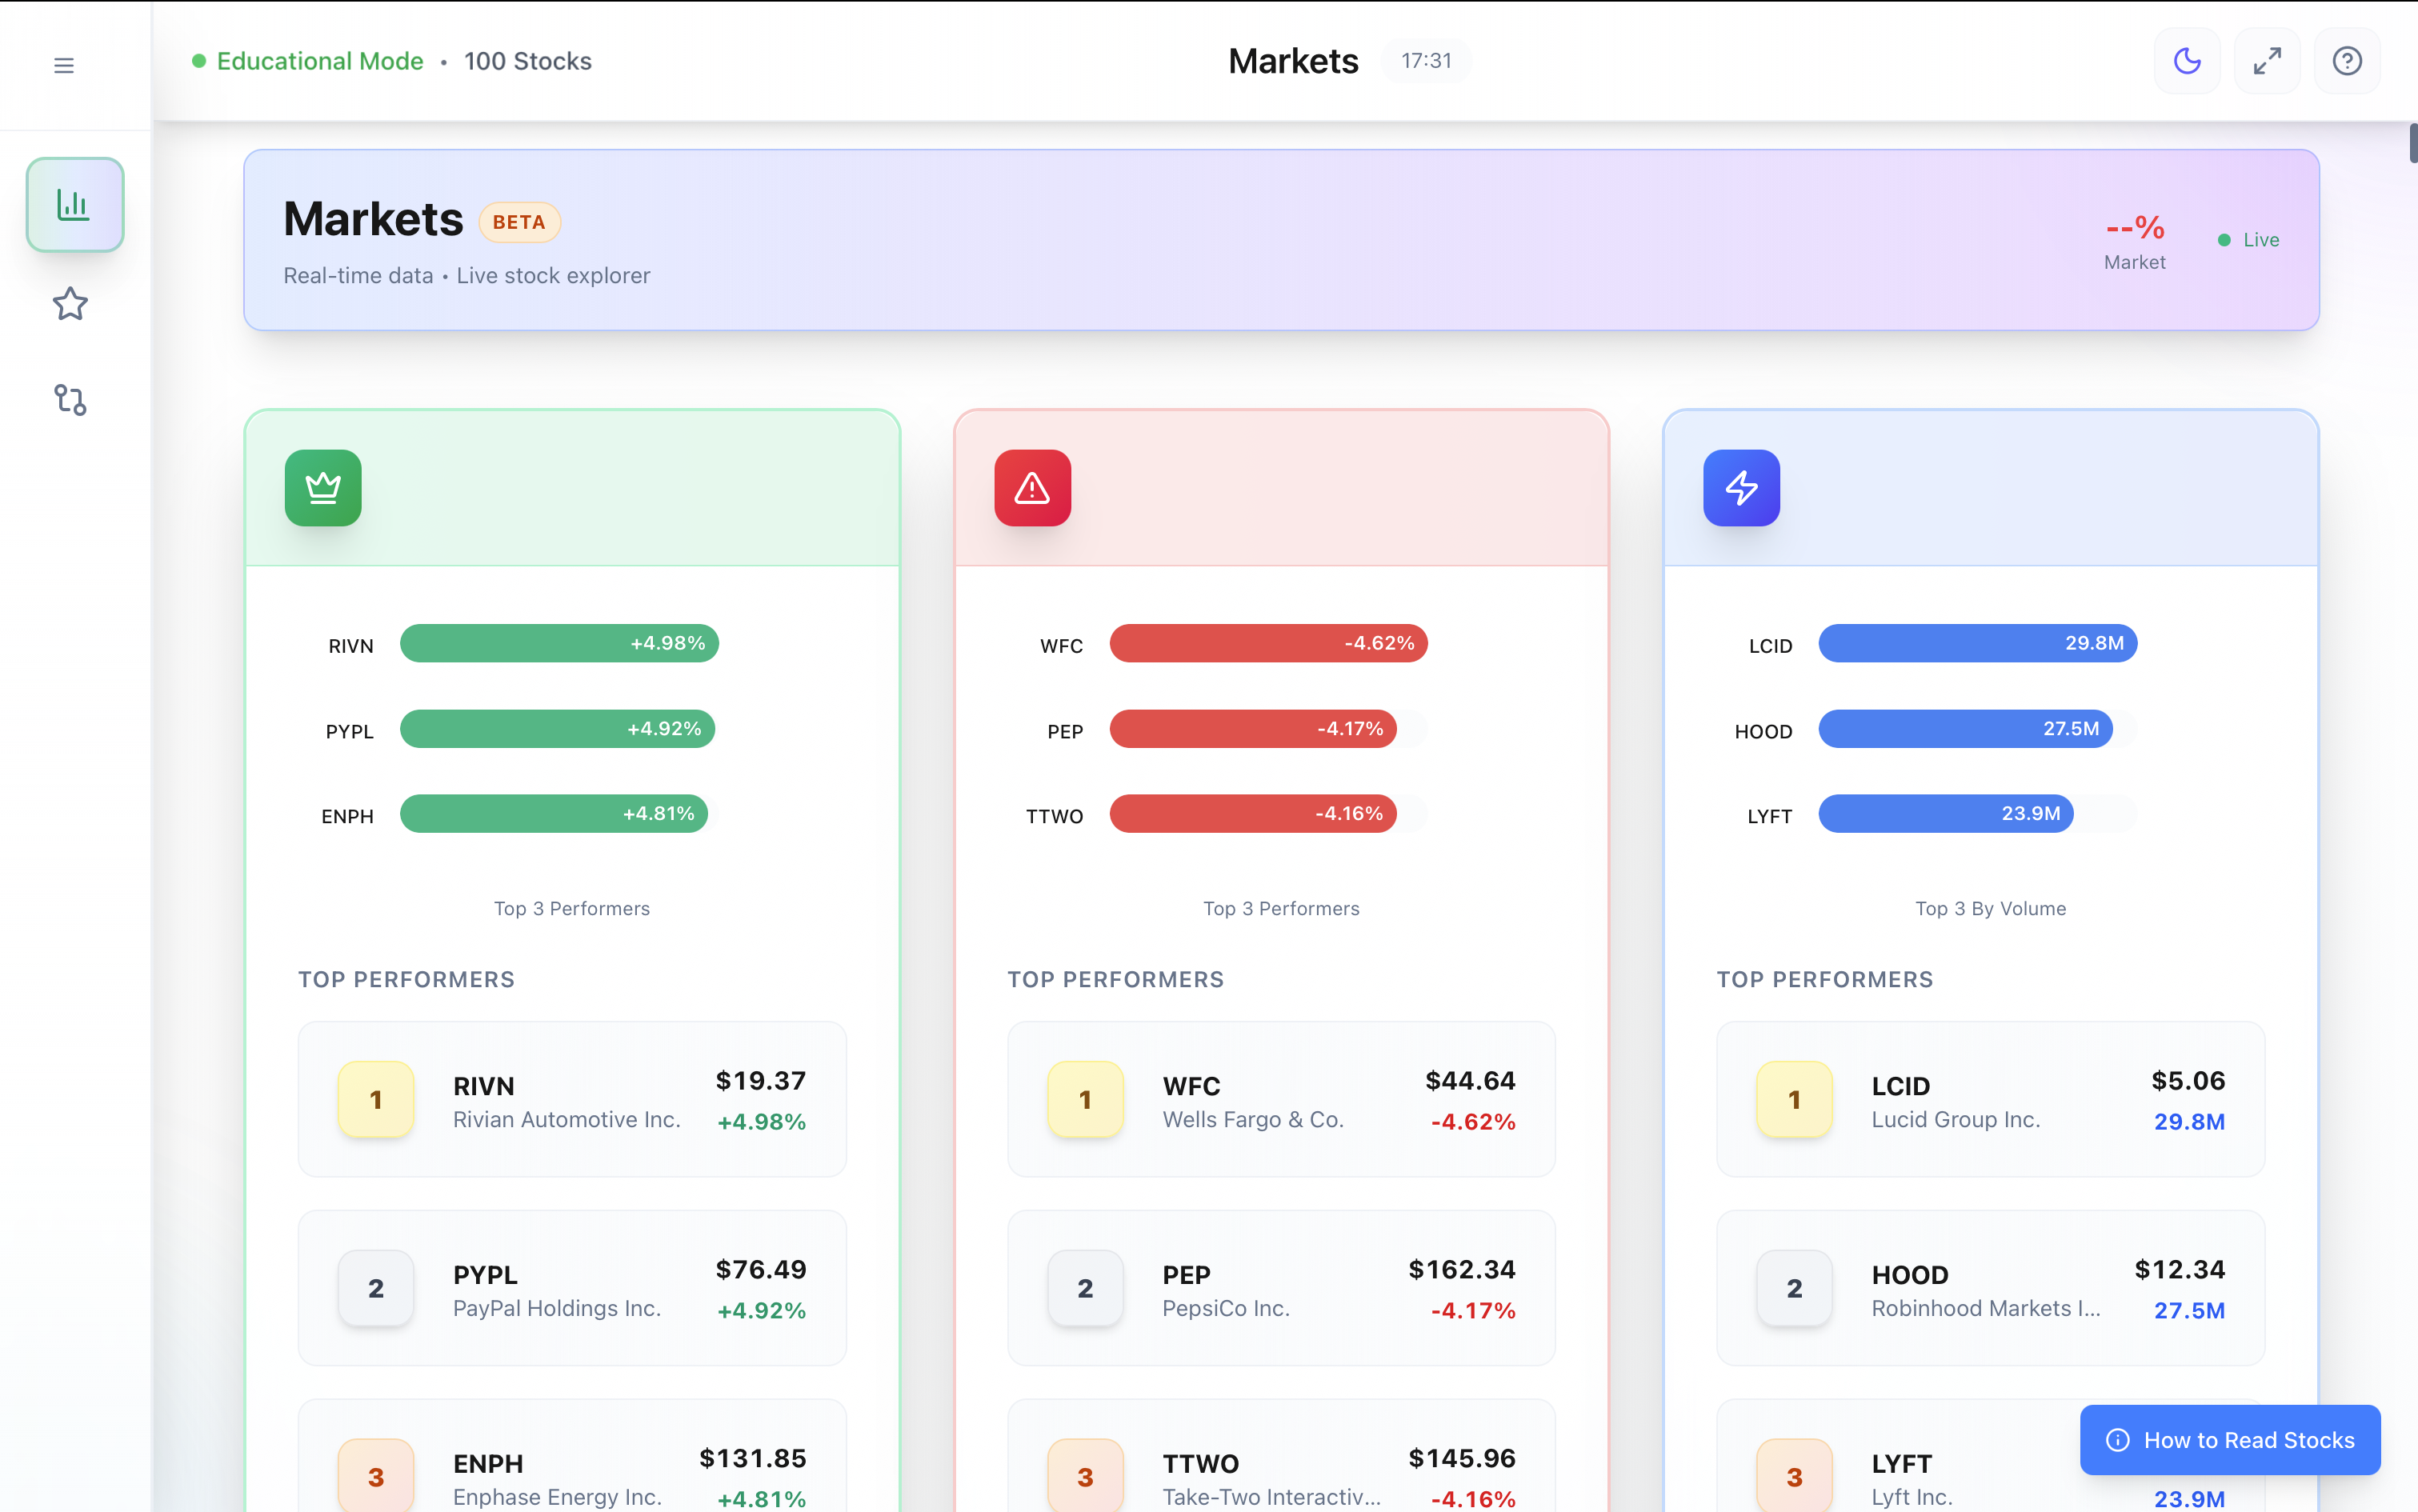 Educational Mode • 100 Stocks
Markets 17:31
Markets BETA
Real-time data • Live stock explorer
--%
Market
Live
RIVN +4.98%
PYPL +4.92%
ENPH +4.81%
Top 3 Performers
TOP PERFORMERS
1 RIVN $19.37
Rivian Automotive Inc. +4.98%
2 PYPL $76.49
PayPal Holdings Inc. +4.92%
3 ENPH $131.85
Enphase Energy Inc. +4.81%
WFC -4.62%
PEP -4.17%
TTWO -4.16%
Top 3 Performers
TOP PERFORMERS
1 WFC $44.64
Wells Fargo & Co. -4.62%
2 PEP $162.34
PepsiCo Inc. -4.17%
3 TTWO $145.96
Take-Two Interactiv... -4.16%
LCID 29.8M
HOOD 27.5M
LYFT 23.9M
Top 3 By Volume
TOP PERFORMERS
1 LCID $5.06
Lucid Group Inc. 29.8M
2 HOOD $12.34
Robinhood Markets I... 27.5M
3 LYFT
Lyft Inc. 23.9M
How to Read Stocks